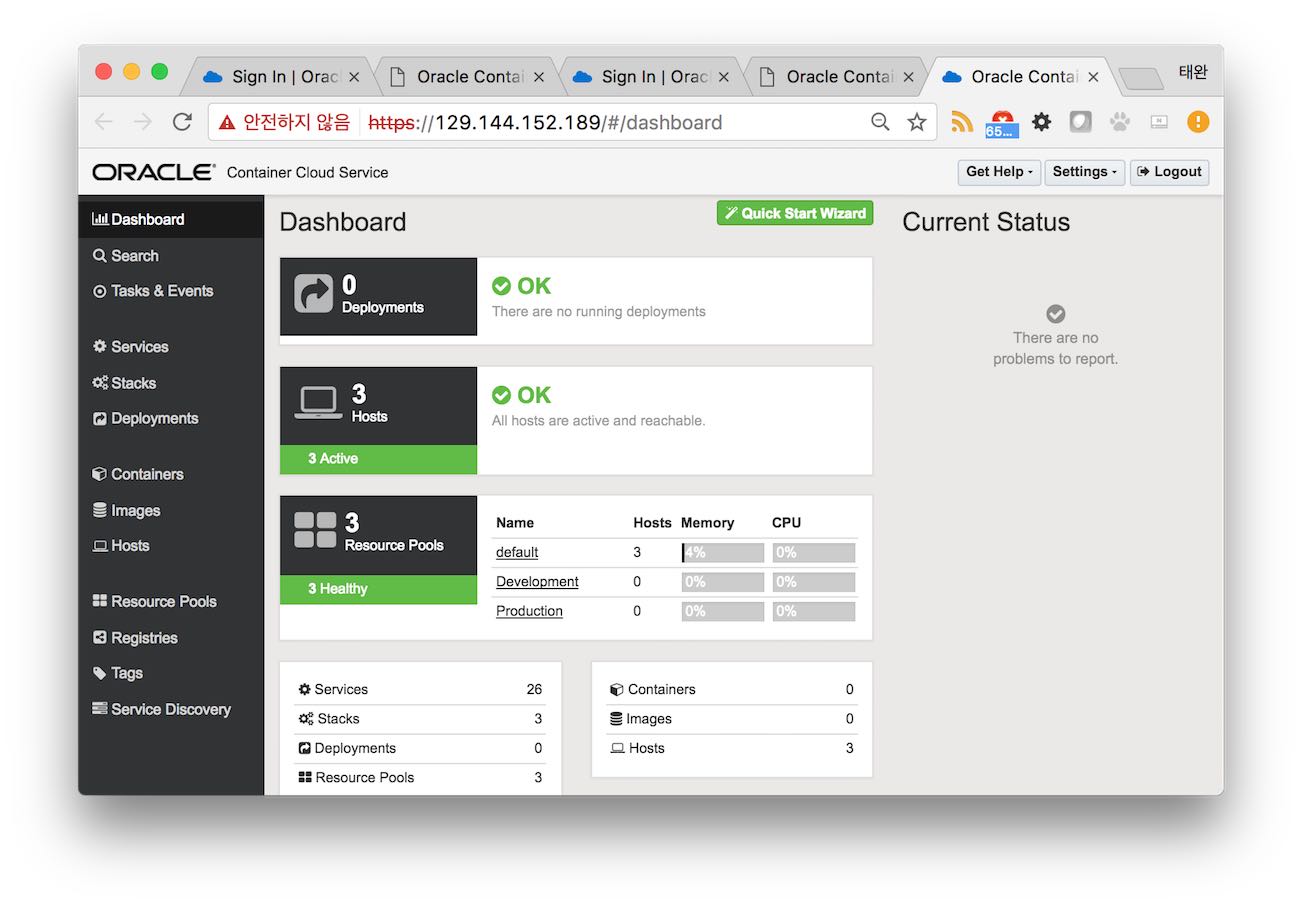 Sign In | Orac
Oracle Contai
Sign In | Orac
Oracle Contai
Oracle Contai
태완
안전하지 않음
https://129.144.152.189/#/dashboard
65...
ORACLE® Container Cloud Service
Get Help
Settings
Logout
Dashboard
Search
Tasks & Events
Services
Stacks
Deployments
Containers
Images
Hosts
Resource Pools
Registries
Tags
Service Discovery
Dashboard
Quick Start Wizard
0
Deployments
OK
There are no running deployments
3
Hosts
3 Active
OK
All hosts are active and reachable.
3
Resource Pools
3 Healthy
Name Hosts Memory CPU
default 3 4% 0%
Development 0 0% 0%
Production 0 0% 0%
Services 26
Stacks 3
Deployments 0
Resource Pools 3
Containers 0
Images 0
Hosts 3
Current Status
There are no
problems to report.